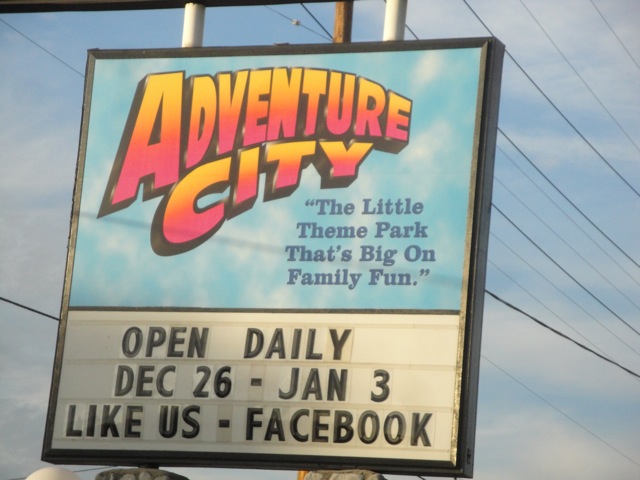 ADVENTURE
CITY
"The Little
Theme Park
That's Big On
Family Fun."
OPEN DAILY
DEC 26 - JAN 3
LIKE US - FACEBOOK